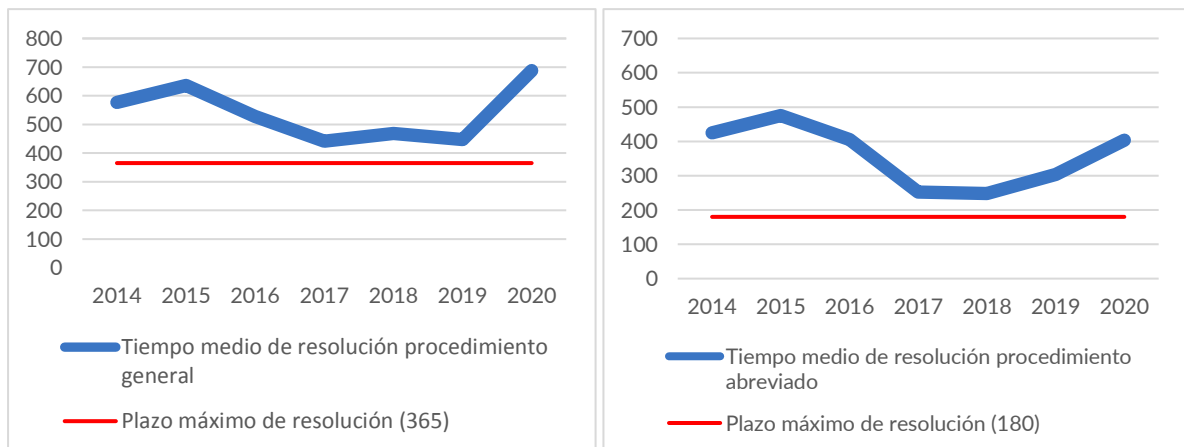 800
700
600
500
400
300
200
100
0
2014 2015 2016 2017 2018 2019 2020
Tiempo medio de resolución procedimiento
general
Plazo máximo de resolución (365)
700
600
500
400
300
200
100
0
2014 2015 2016 2017 2018 2019 2020
Tiempo medio de resolución procedimiento
abreviado
Plazo máximo de resolución (180)